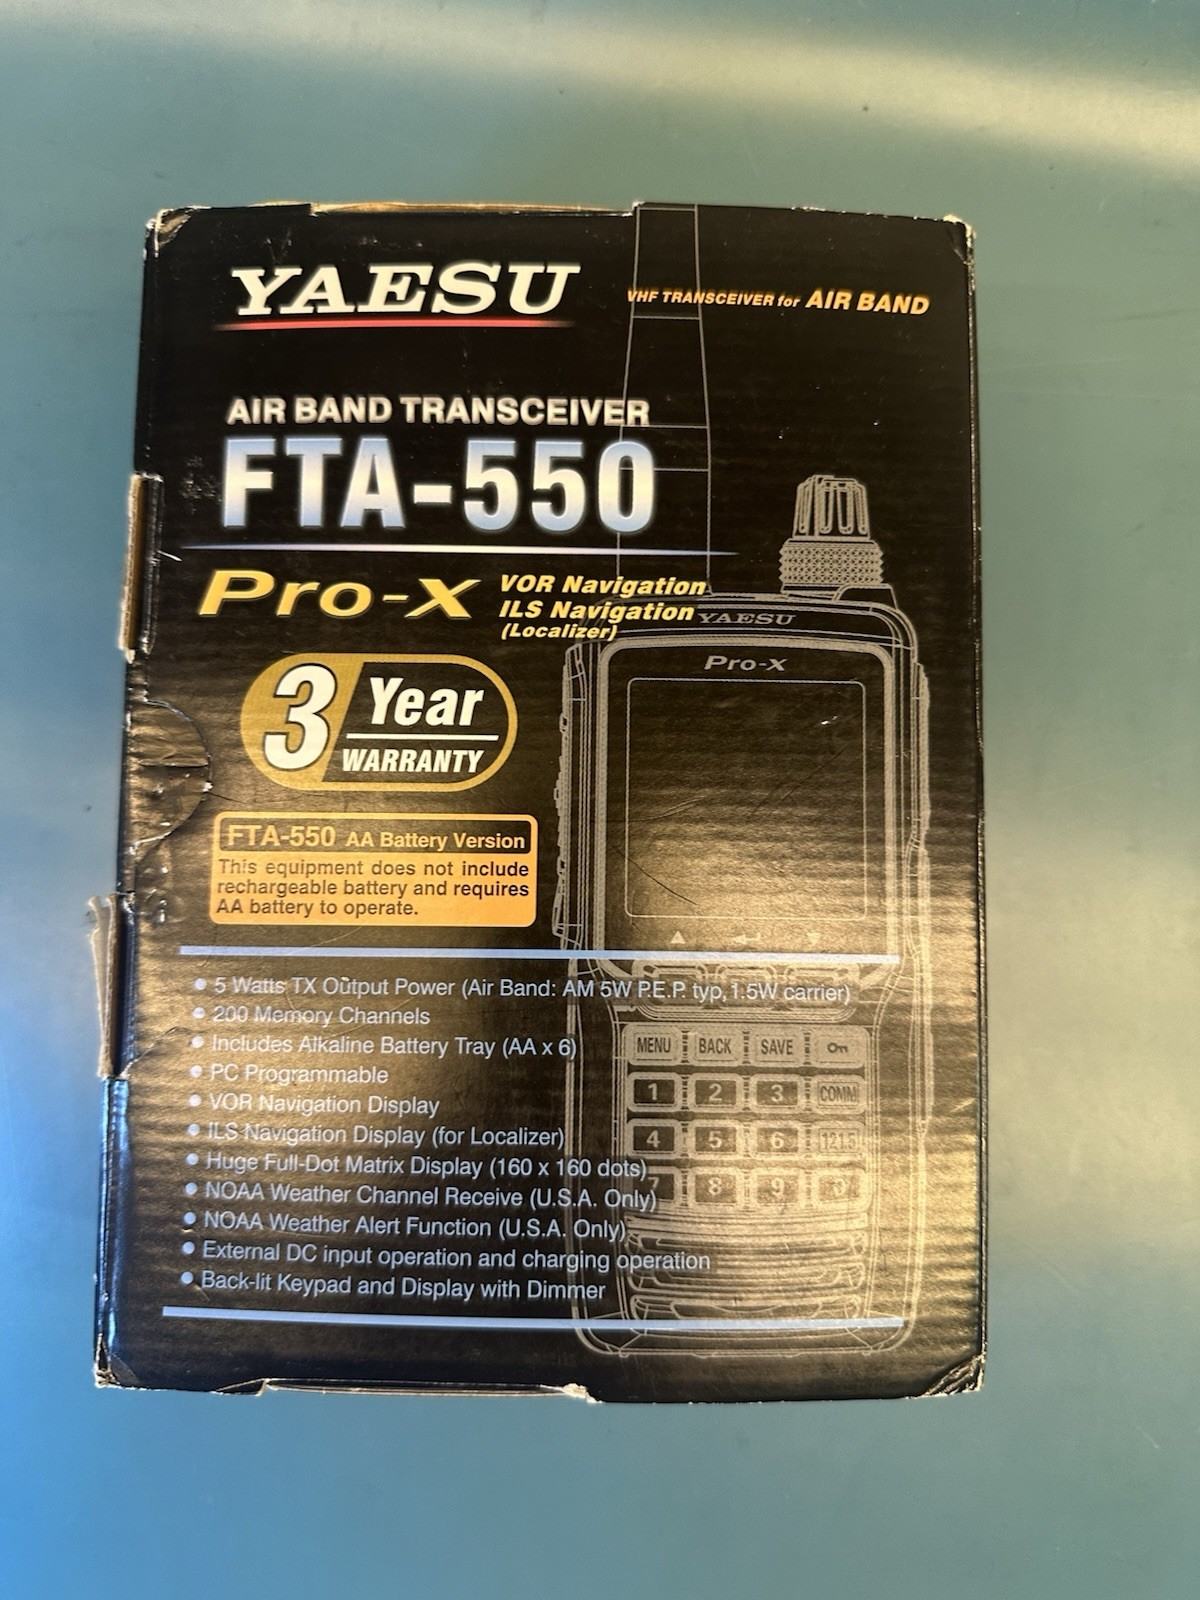 YAESU
VHF TRANSCEIVER for AIR BAND
AIR BAND TRANSCEIVER
FTA-550
Pro-X
VOR Navigation
ILS Navigation
(Localizer)
YAESU
Pro-X
3 Year
WARRANTY
FTA-550 AA Battery Version
This equipment does not include
rechargeable battery and requires
AA battery to operate.
• 5 Watts TX Output Power (Air Band: AM 5W P.E.P. typ,1.5W carrier)
• 200 Memory Channels
• Includes Alkaline Battery Tray (AA x 6)
• PC Programmable
• VOR Navigation Display
• ILS Navigation Display (for Localizer)
• Huge Full-Dot Matrix Display (160 x 160 dots)
• NOAA Weather Channel Receive (U.S.A. Only)
• NOAA Weather Alert Function (U.S.A. Only)
• External DC input operation and charging operation
• Back-lit Keypad and Display with Dimmer
MENU BACK SAVE
1 2 3 COMM
4 5 6 121.5
7 8 9 0